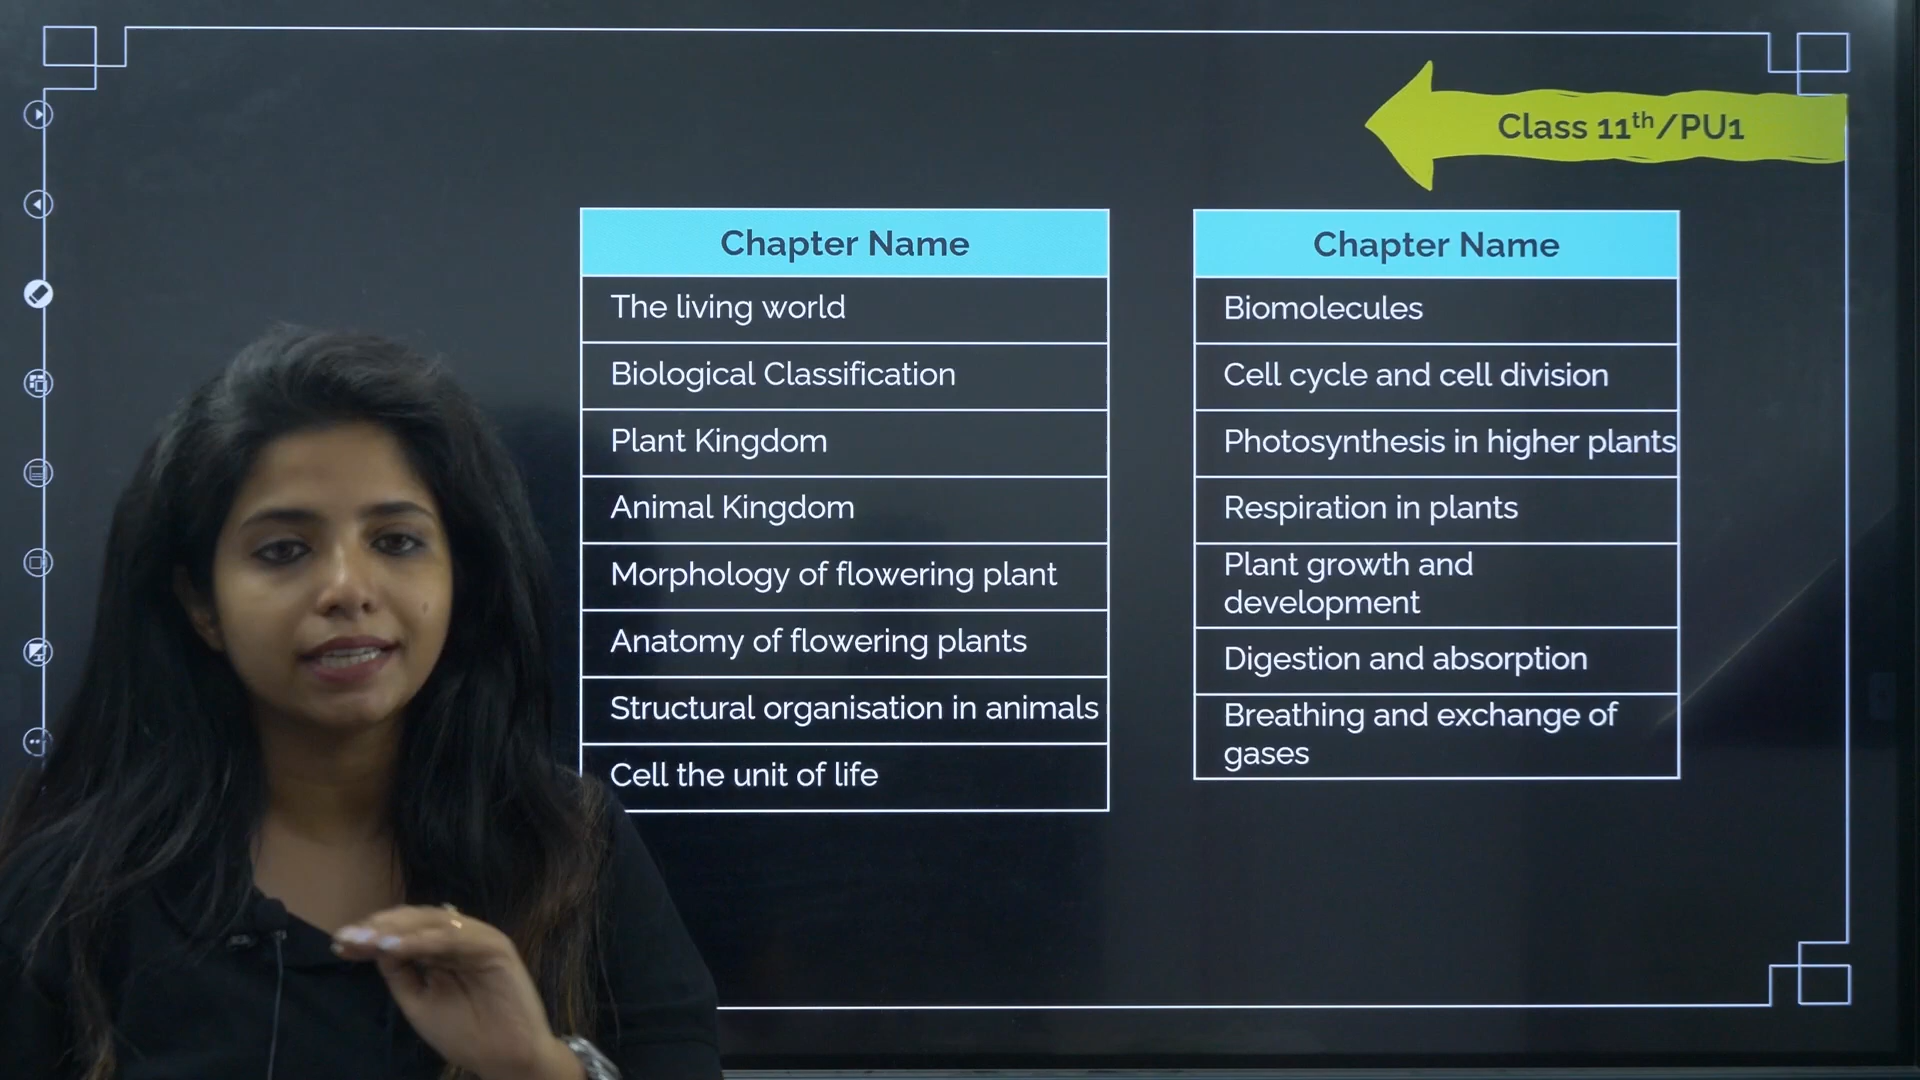 Class 11th/PU1
Chapter Name
The living world
Biological Classification
Plant Kingdom
Animal Kingdom
Morphology of flowering plant
Anatomy of flowering plants
Structural organisation in animals
Cell the unit of life
Chapter Name
Biomolecules
Cell cycle and cell division
Photosynthesis in higher plants
Respiration in plants
Plant growth and
development
Digestion and absorption
Breathing and exchange of
gases